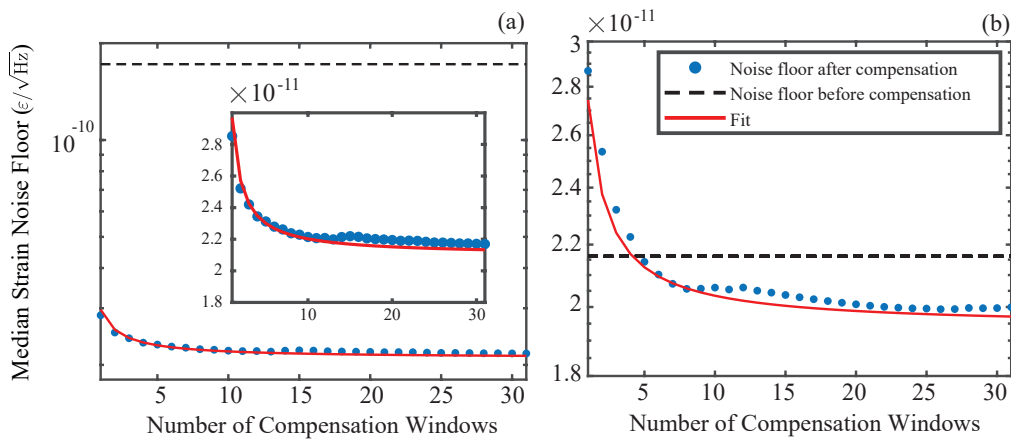 (a)
Median Strain Noise Floor (ε/√Hz)
10⁻¹⁰
×10⁻¹¹
2.8
2.6
2.4
2.2
2
1.8
10 20 30
5 10 15 20 25 30
Number of Compensation Windows
×10⁻¹¹ (b)
3
2.8
2.6
2.4
2.2
2
1.8
Noise floor after compensation
Noise floor before compensation
Fit
1 5 10 15 20 25 30
Number of Compensation Windows